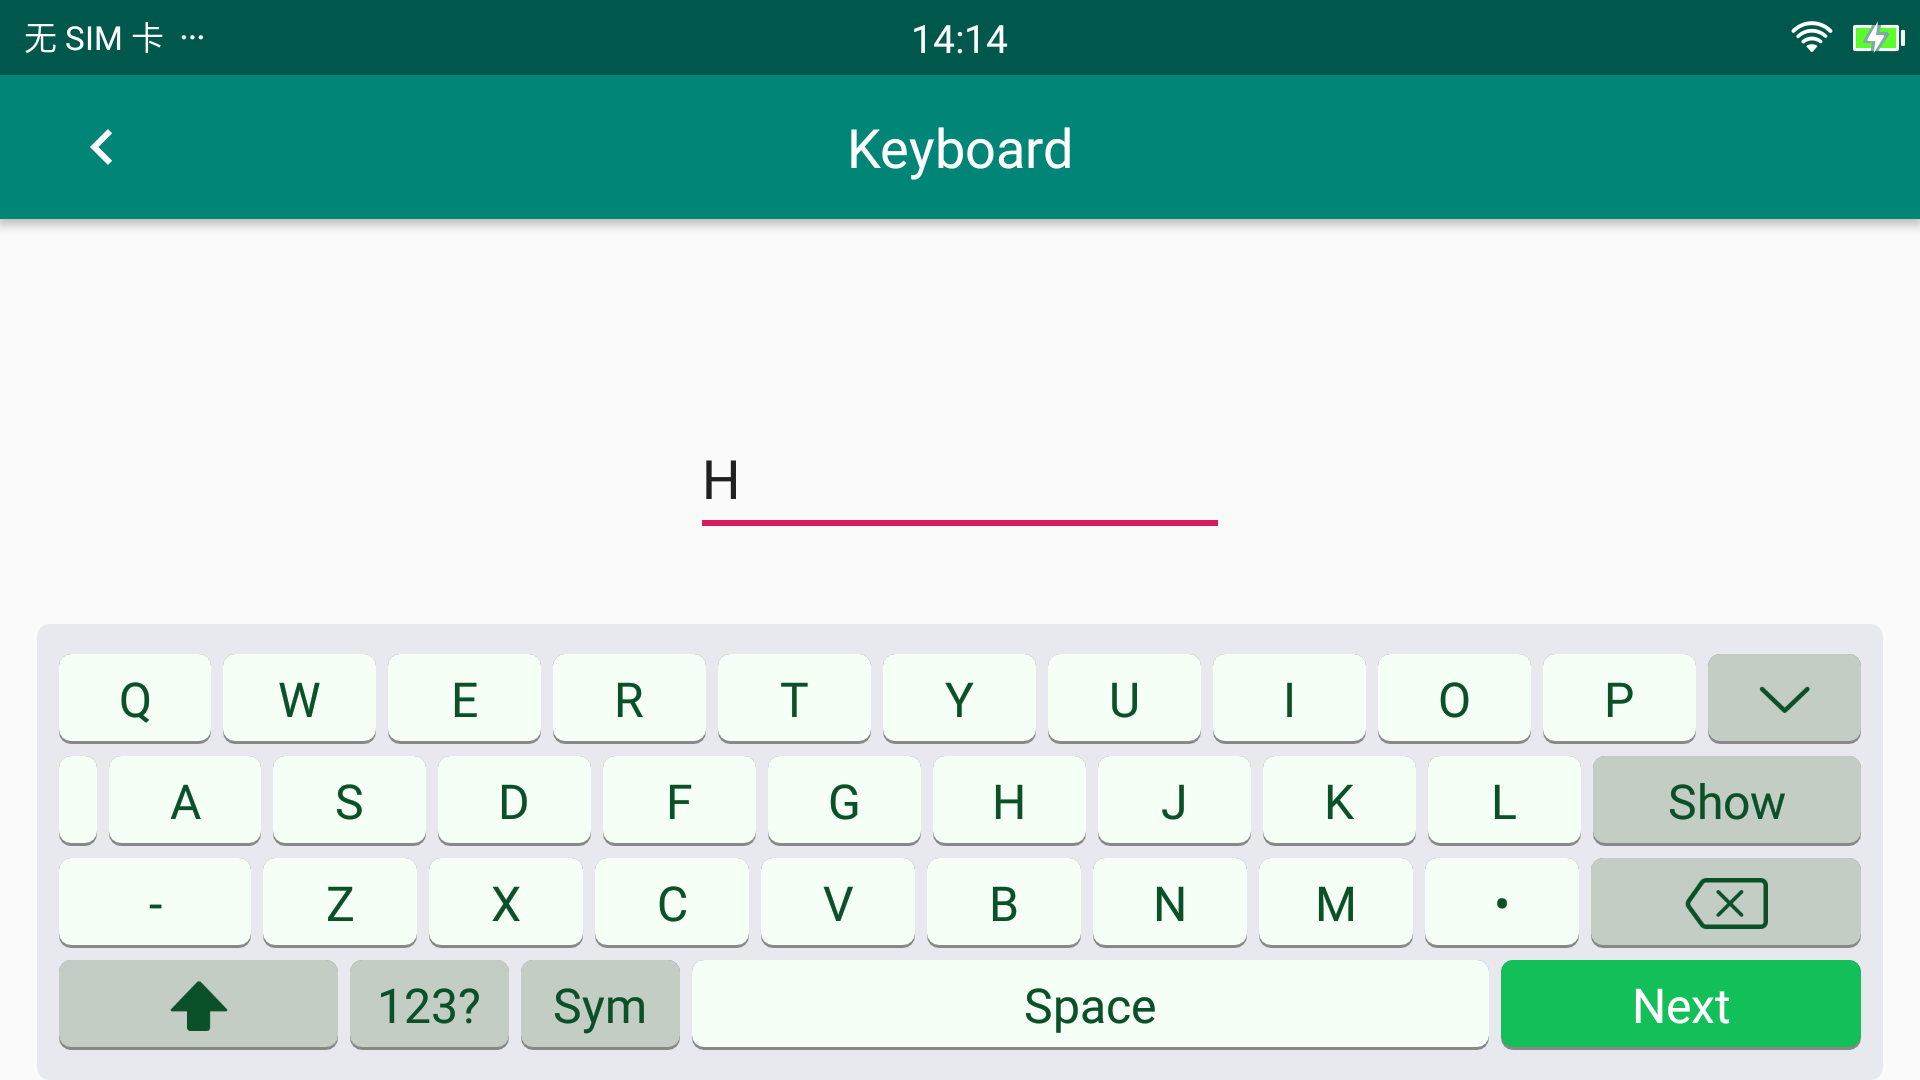 无 SIM 卡 ···
14:14
Keyboard
H
Q W E R T Y U I O P
A S D F G H J K L Show
- Z X C V B N M •
123? Sym Space Next